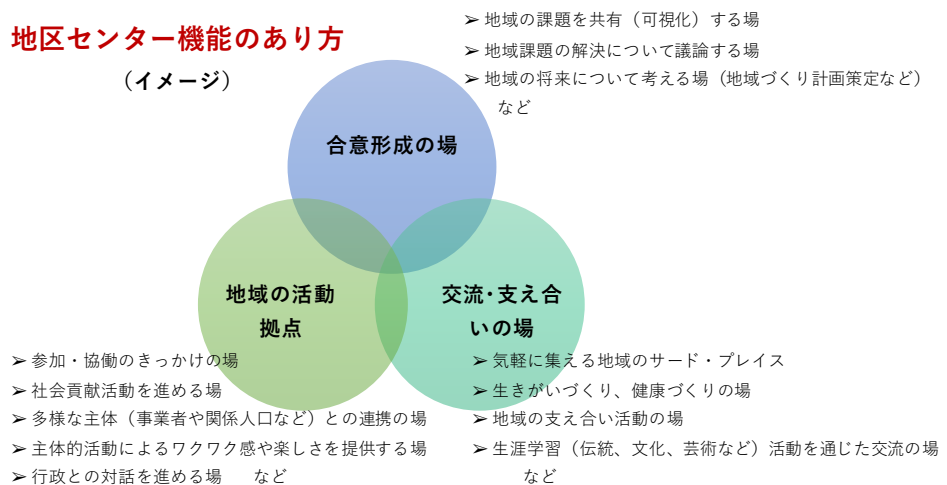 地区センター機能のあり方
（イメージ）
➢ 地域の課題を共有（可視化）する場
➢ 地域課題の解決について議論する場
➢ 地域の将来について考える場（地域づくり計画策定など）
など
合意形成の場
地域の活動
拠点
交流・支え合
いの場
➢ 参加・協働のきっかけの場
➢ 社会貢献活動を進める場
➢ 多様な主体（事業者や関係人口など）との連携の場
➢ 主体的活動によるワクワク感や楽しさを提供する場
➢ 行政との対話を進める場　　など
➢ 気軽に集える地域のサード・プレイス
➢ 生きがいづくり、健康づくりの場
➢ 地域の支え合い活動の場
➢ 生涯学習（伝統、文化、芸術など）活動を通じた交流の場
など